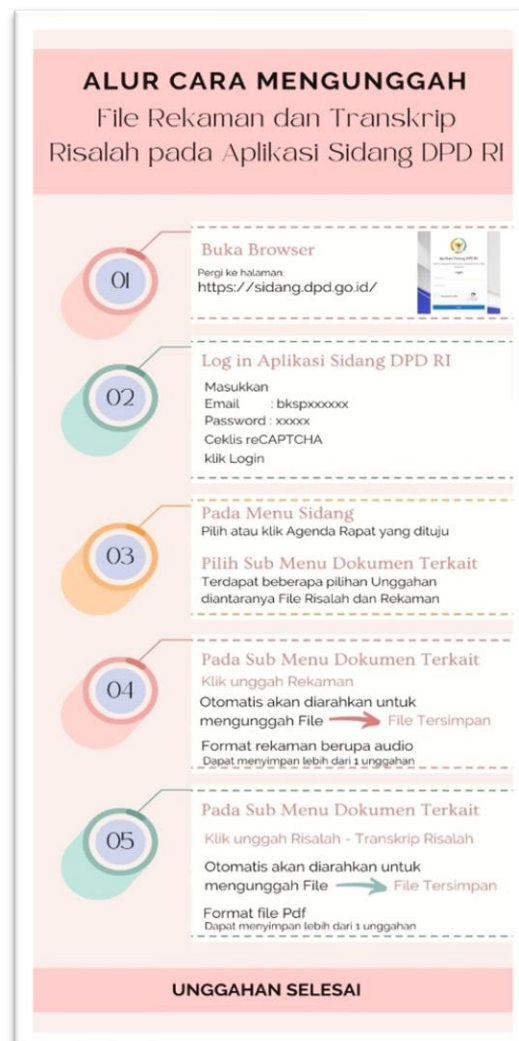 ALUR CARA MENGUNGGAH
File Rekaman dan Transkrip
Risalah pada Aplikasi Sidang DPD RI
01
Buka Browser
Pergi ke halaman:
https://sidang.dpd.go.id/
02
Log in Aplikasi Sidang DPD RI
Masukkan
Email : bkspxxxxxx
Password : xxxxx
Ceklis reCAPTCHA
klik Login
03
Pada Menu Sidang
Pilih atau klik Agenda Rapat yang dituju
Pilih Sub Menu Dokumen Terkait
Terdapat beberapa pilihan Unggahan
diantaranya File Risalah dan Rekaman
04
Pada Sub Menu Dokumen Terkait
Klik unggah Rekaman
Otomatis akan diarahkan untuk
mengunggah File File Tersimpan
Format rekaman berupa audio
Dapat menyimpan lebih dari 1 unggahan
05
Pada Sub Menu Dokumen Terkait
Klik unggah Risalah - Transkrip Risalah
Otomatis akan diarahkan untuk
mengunggah File File Tersimpan
Format file Pdf
Dapat menyimpan lebih dari 1 unggahan
UNGGAHAN SELESAI